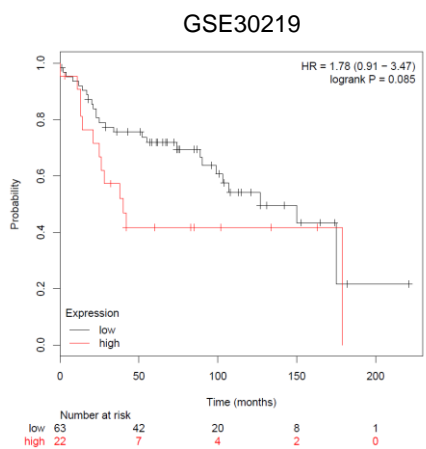 GSE30219
HR = 1.78 (0.91 − 3.47)
logrank P = 0.085
Probability
1.0
0.8
0.6
0.4
0.2
0.0
Expression
low
high
0 50 100 150 200
Time (months)
Number at risk
low 63 42 20 8 1
high 22 7 4 2 0